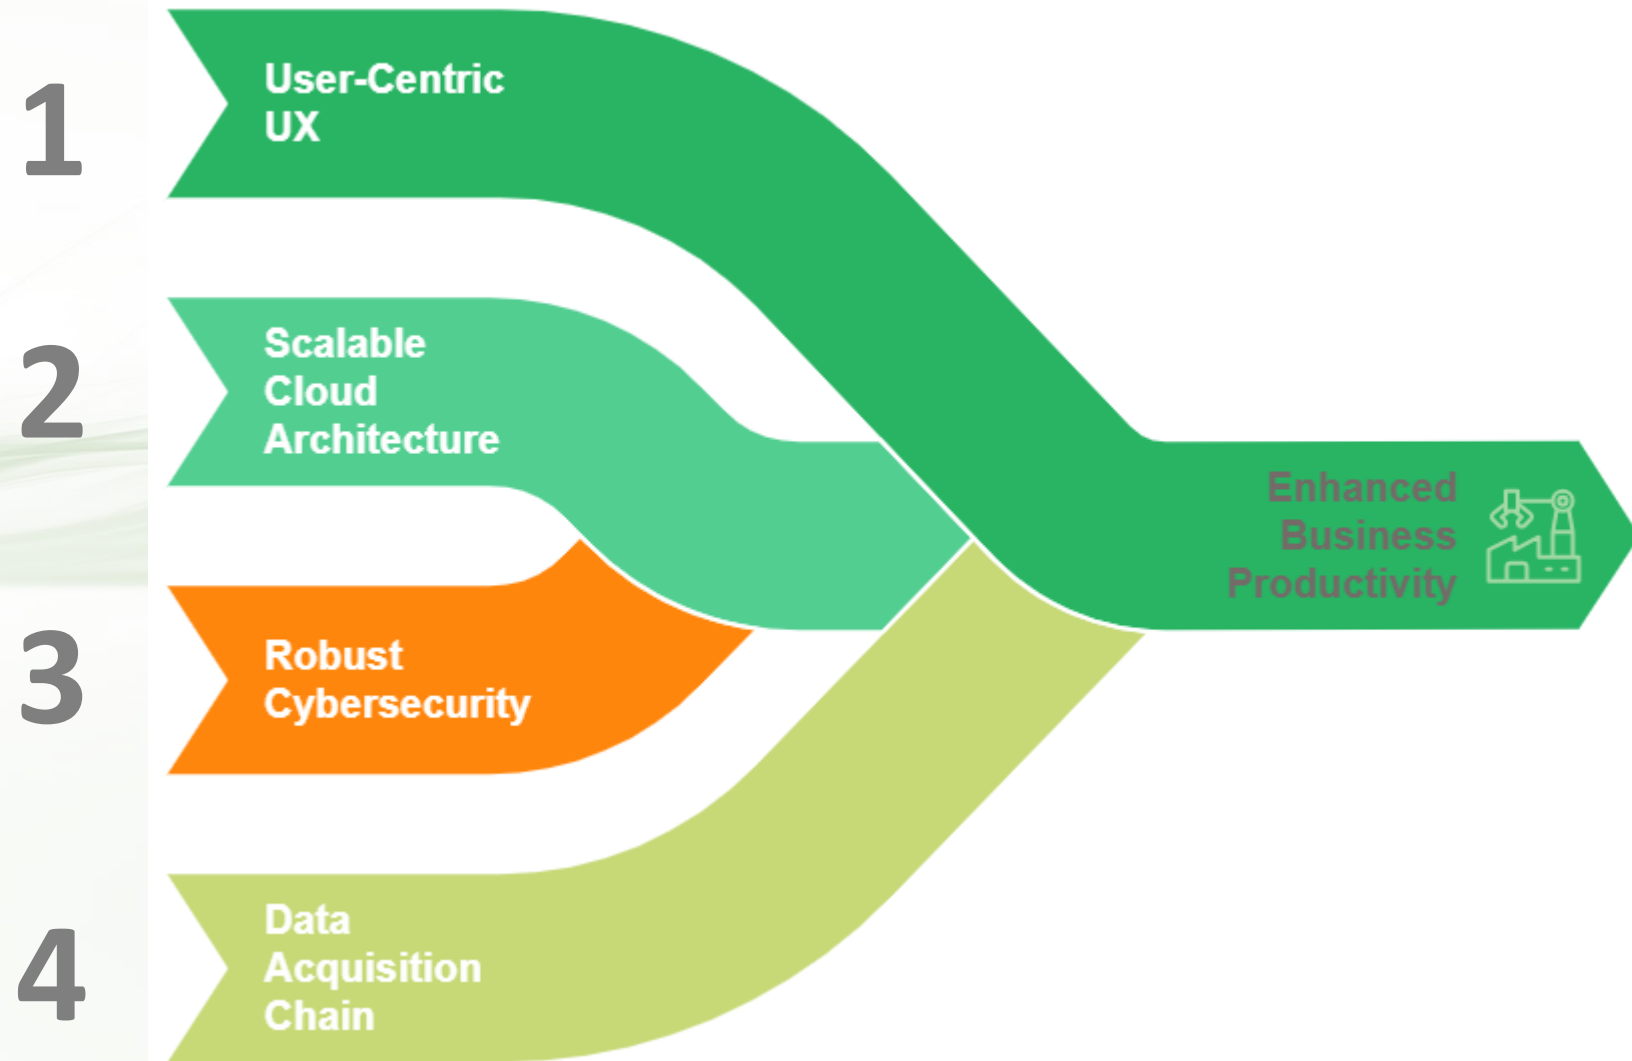 1
User-Centric
UX
2
Scalable
Cloud
Architecture
Enhanced
Business
Productivity
3
Robust
Cybersecurity
4
Data
Acquisition
Chain